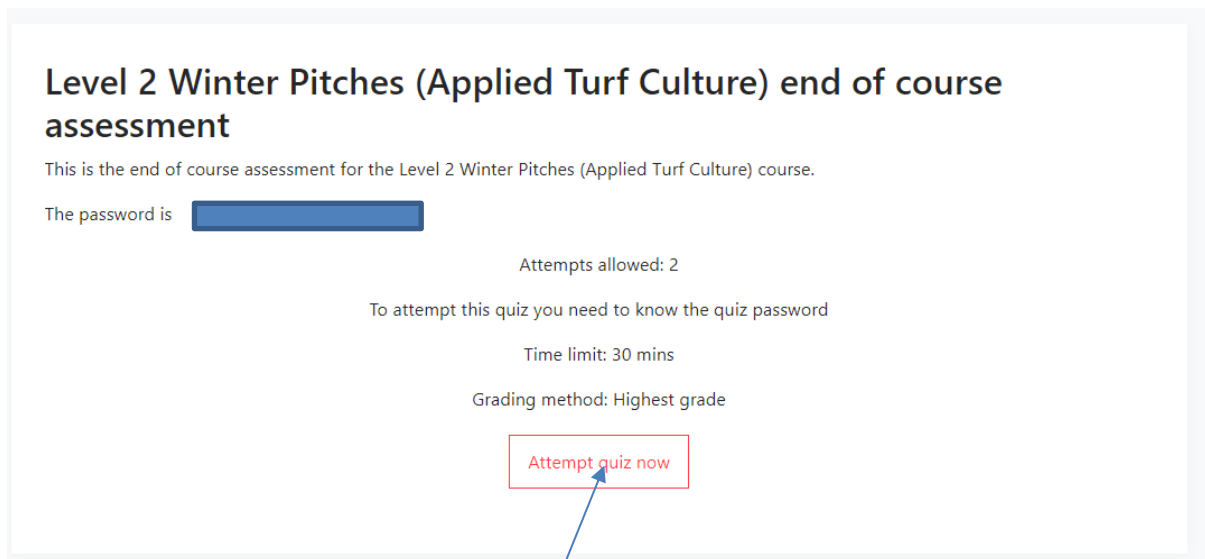 Level 2 Winter Pitches (Applied Turf Culture) end of course
assessment
This is the end of course assessment for the Level 2 Winter Pitches (Applied Turf Culture) course.
The password is
Attempts allowed: 2
To attempt this quiz you need to know the quiz password
Time limit: 30 mins
Grading method: Highest grade
Attempt quiz now